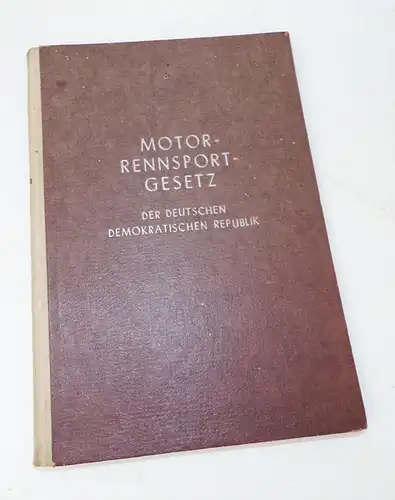 MOTOR-
RENNSPORT-
GESETZ
DER DEUTSCHEN
DEMOKRATISCHEN REPUBLIK